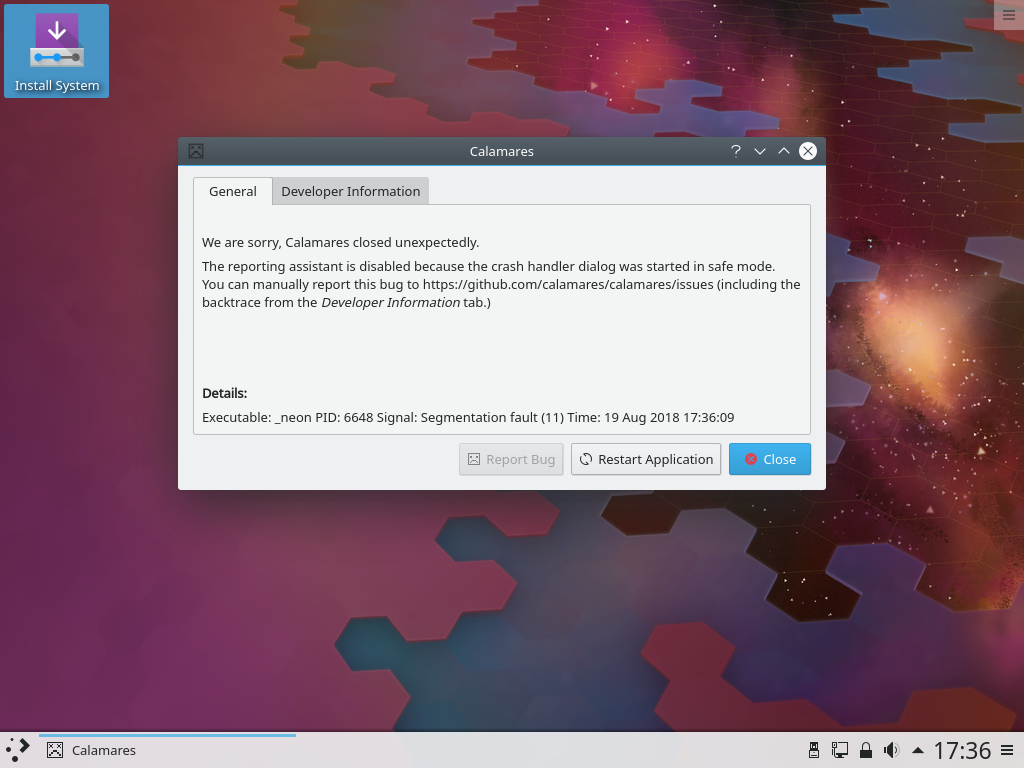 Install System
Calamares
General
Developer Information
We are sorry, Calamares closed unexpectedly.
The reporting assistant is disabled because the crash handler dialog was started in safe mode.
You can manually report this bug to https://github.com/calamares/calamares/issues (including the
backtrace from the Developer Information tab.)
Details:
Executable: _neon PID: 6648 Signal: Segmentation fault (11) Time: 19 Aug 2018 17:36:09
Report Bug
Restart Application
Close
Calamares
17:36